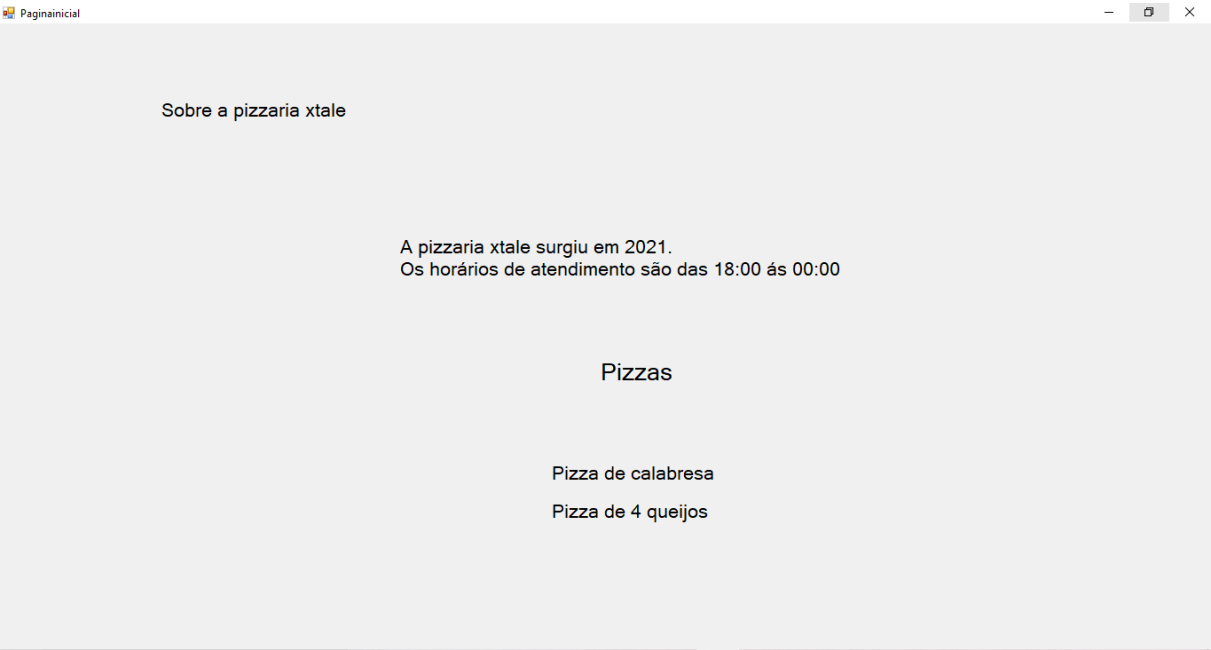 Paginainicial
Sobre a pizzaria xtale
A pizzaria xtale surgiu em 2021.
Os horários de atendimento são das 18:00 ás 00:00
Pizzas
Pizza de calabresa
Pizza de 4 queijos